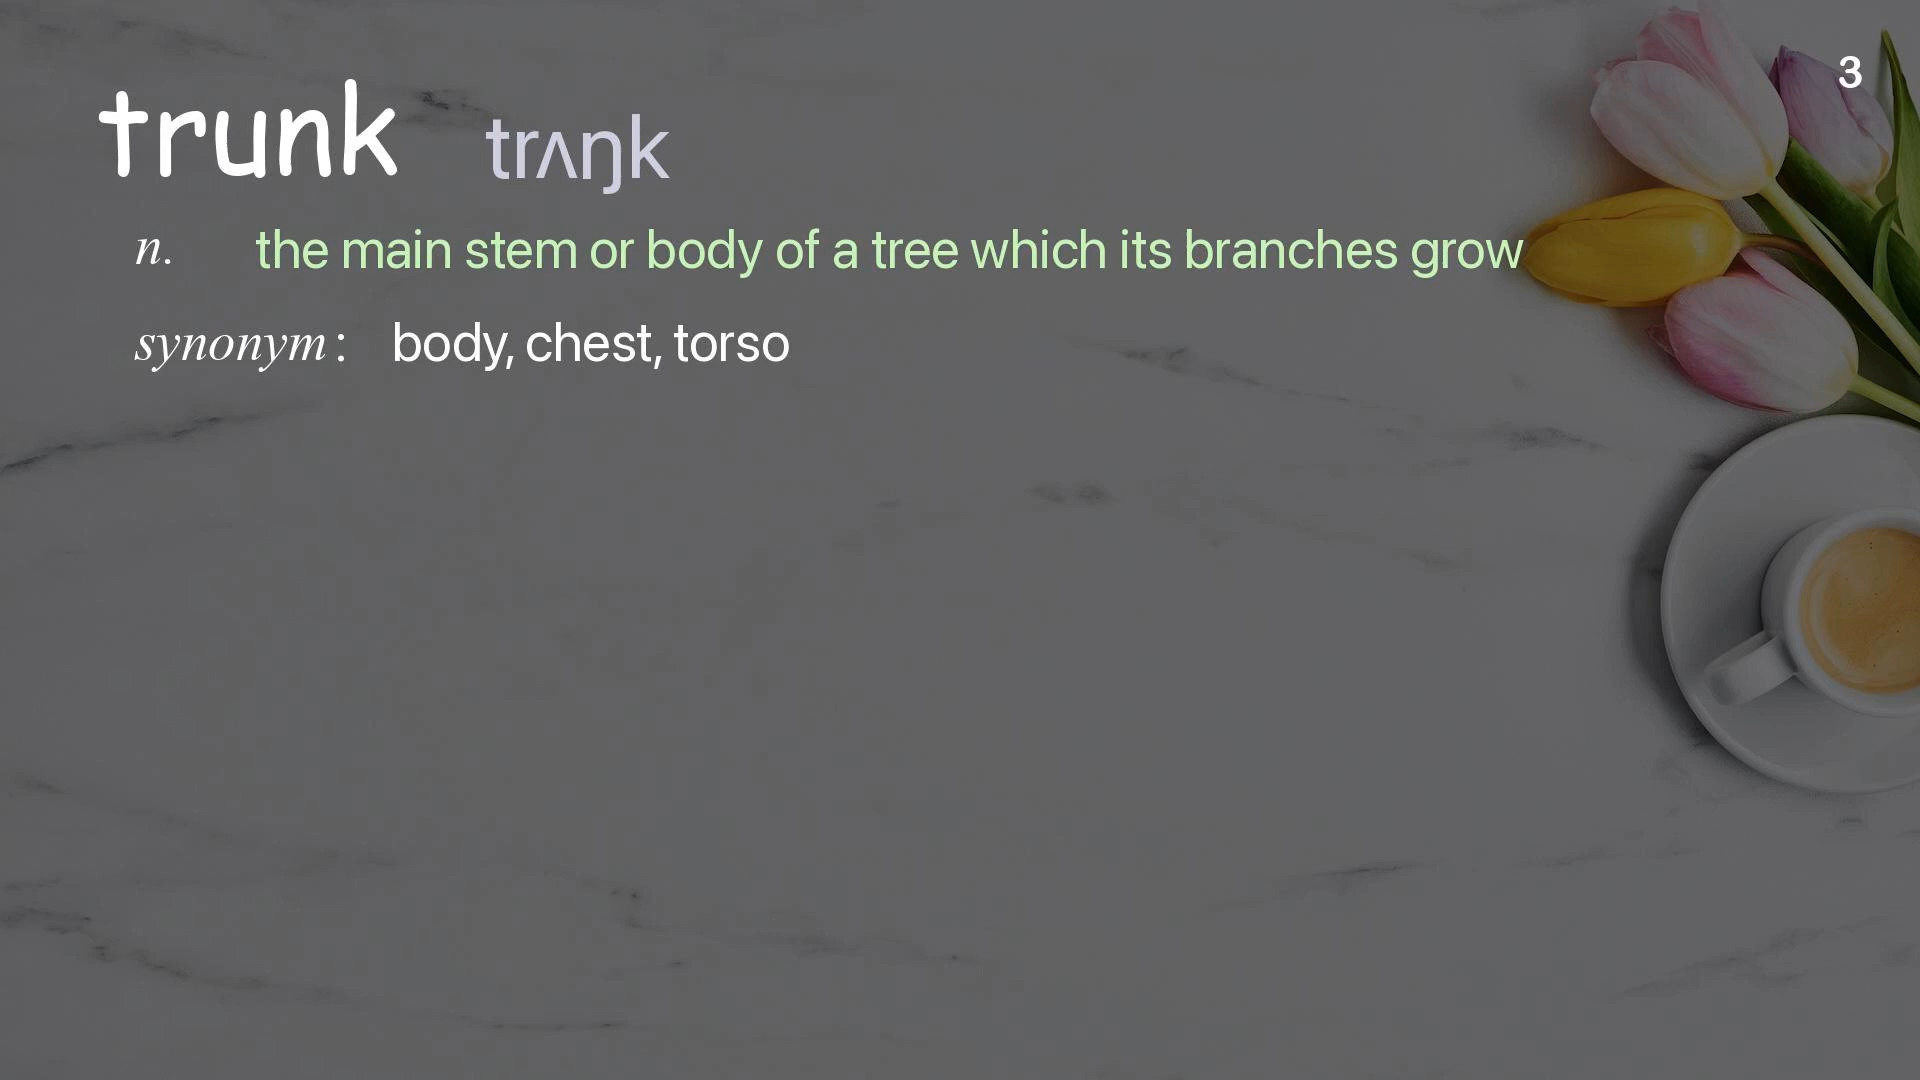 3
trunk trʌŋk
n. the main stem or body of a tree which its branches grow
synonym: body, chest, torso